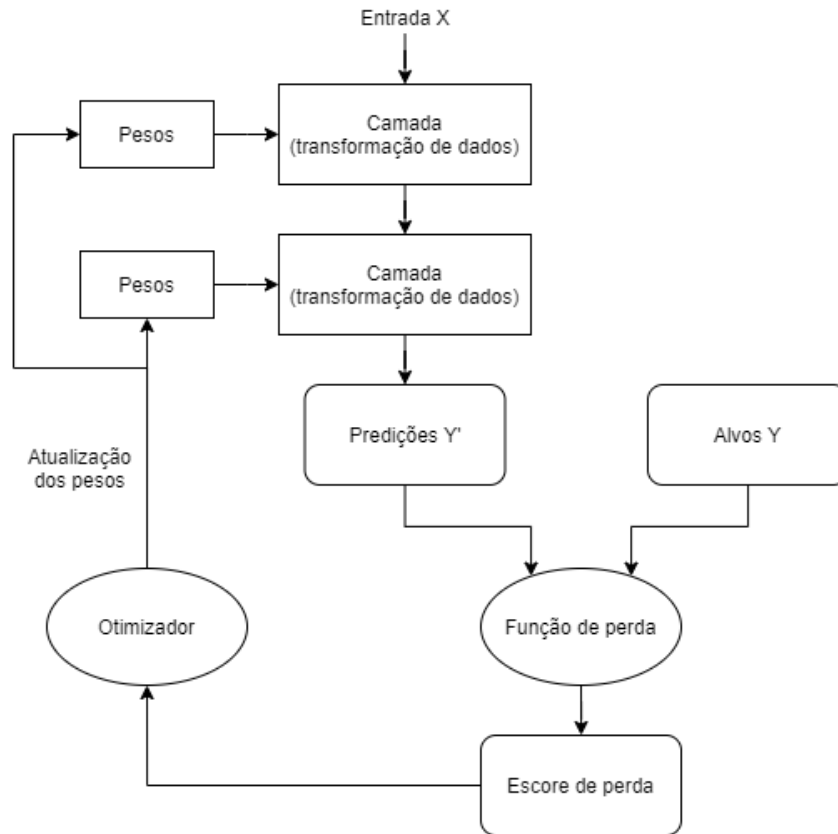 Entrada X
Pesos
Camada
(transformação de dados)
Pesos
Camada
(transformação de dados)
Predições Y'
Alvos Y
Atualização
dos pesos
Otimizador
Função de perda
Escore de perda